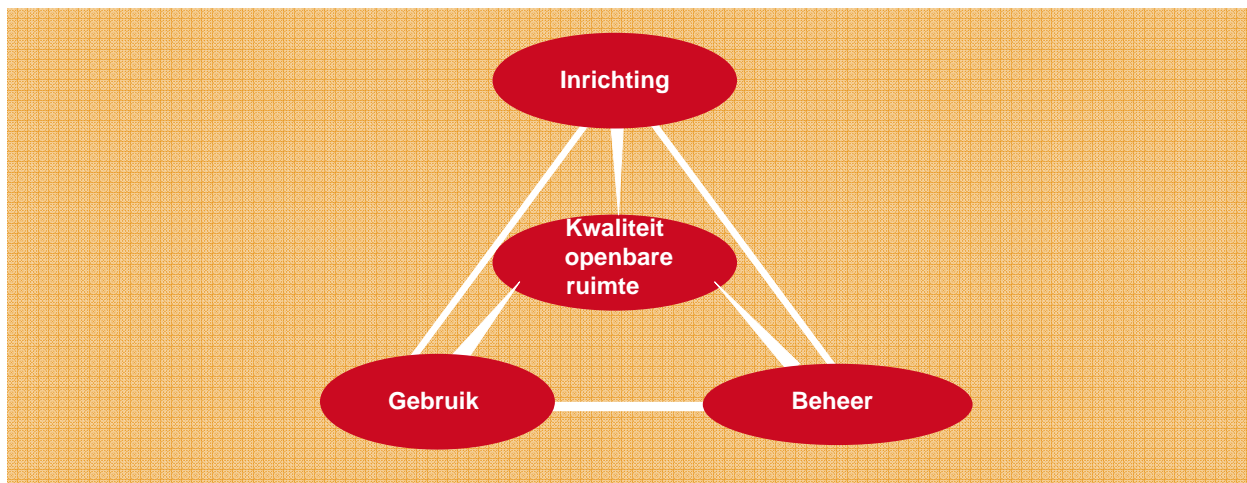 Inrichting
Kwaliteit
openbare
ruimte
Gebruik
Beheer